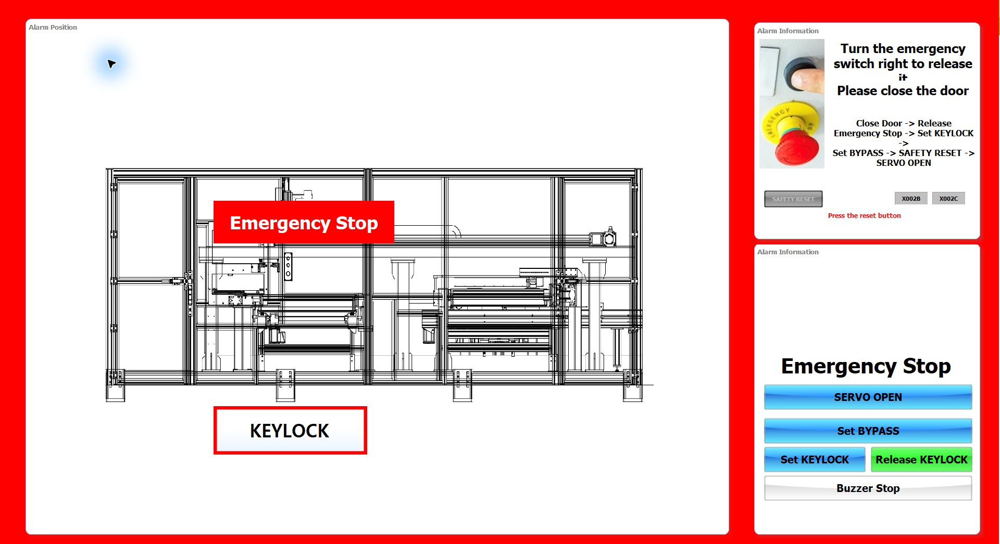 Alarm Position
Emergency Stop
KEYLOCK
Alarm Information
EMERGENCY
Turn the emergency
switch right to release
it
Please close the door
Close Door -> Release
Emergency Stop -> Set KEYLOCK
->
Set BYPASS -> SAFETY RESET ->
SERVO OPEN
SAFETY RESET
X002B
X002C
Press the reset button
Alarm Information
Emergency Stop
SERVO OPEN
Set BYPASS
Set KEYLOCK
Release KEYLOCK
Buzzer Stop